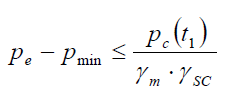 p_e − p_min ≤ p_c(t_1) / (γ_m · γ_SC)